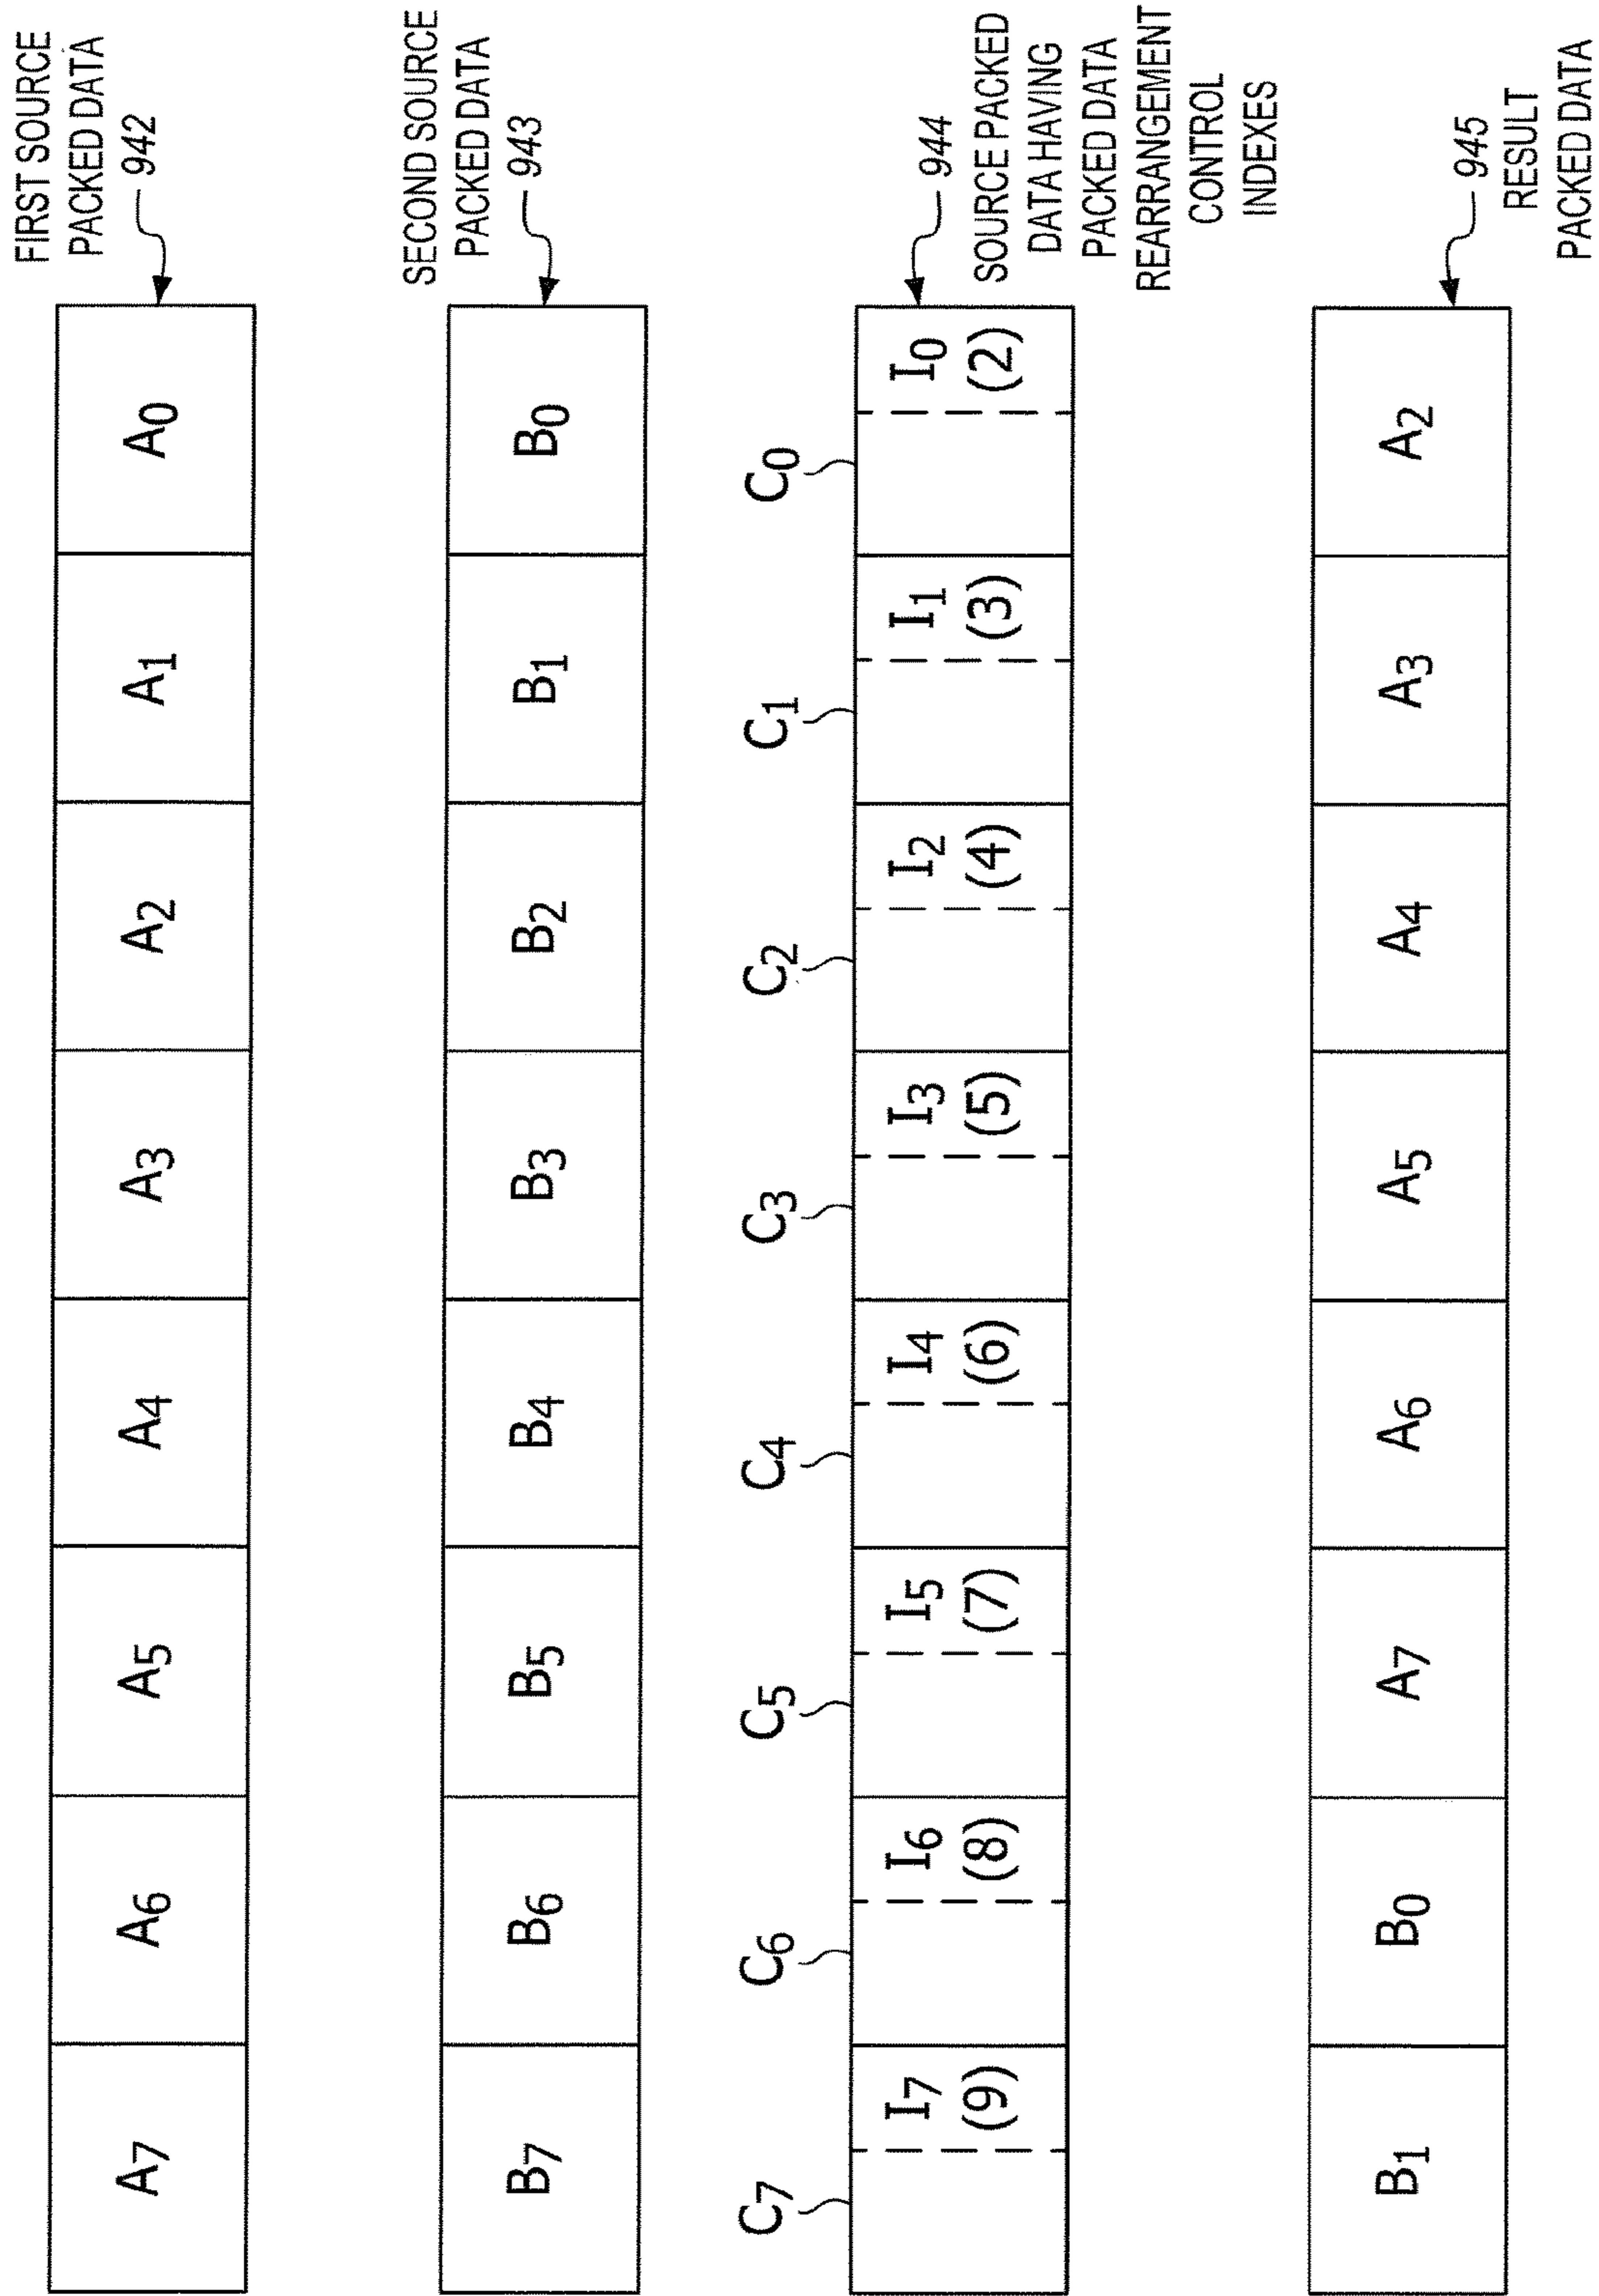 FIRST SOURCE
PACKED DATA
942
A7 A6 A5 A4 A3 A2 A1 A0
SECOND SOURCE
PACKED DATA
943
B7 B6 B5 B4 B3 B2 B1 B0
C7 C6 C5 C4 C3 C2 C1 C0
I7 I6 I5 I4 I3 I2 I1 I0
(9) (8) (7) (6) (5) (4) (3) (2)
944
SOURCE PACKED
DATA HAVING
PACKED DATA
REARRANGEMENT
CONTROL
INDEXES
B1 B0 A7 A6 A5 A4 A3 A2
945
RESULT
PACKED DATA